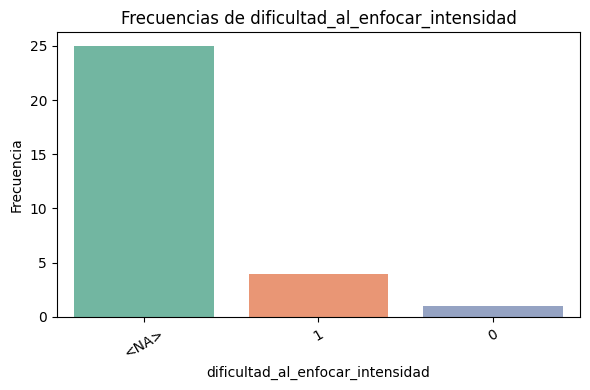 Frecuencias de dificultad_al_enfocar_intensidad
25
20
15
10
5
0
Frecuencia
<NA>
1
0
dificultad_al_enfocar_intensidad